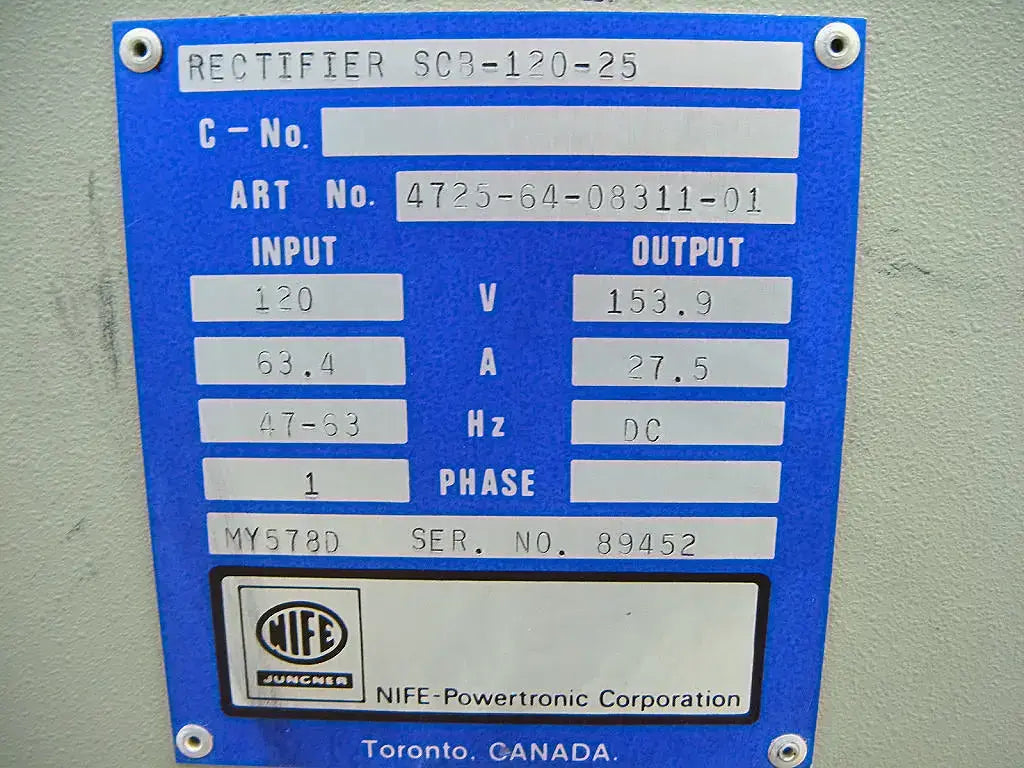 RECTIFIER SCB-120-25
C-No.
ART No. 4725-64-08311-01
INPUT OUTPUT
120 V 153.9
63.4 A 27.5
47-63 Hz DC
1 PHASE
MY578D SER. NO. 89452
NIFE
JUNGNER
NIFE-Powertronic Corporation
Toronto. CANADA.